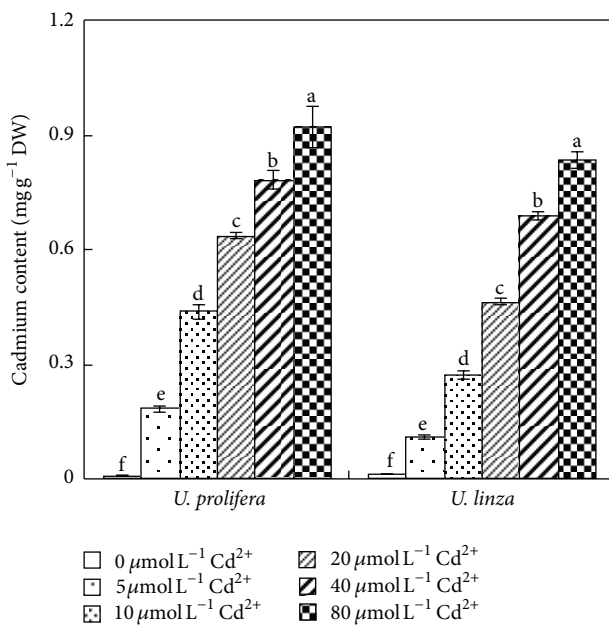 1.2
0.9
0.6
0.3
0
Cadmium content (mg g⁻¹ DW)
f
e
d
c
b
a
f
e
d
c
b
a
U. prolifera
U. linza
0 μmol L⁻¹ Cd²⁺
5 μmol L⁻¹ Cd²⁺
10 μmol L⁻¹ Cd²⁺
20 μmol L⁻¹ Cd²⁺
40 μmol L⁻¹ Cd²⁺
80 μmol L⁻¹ Cd²⁺